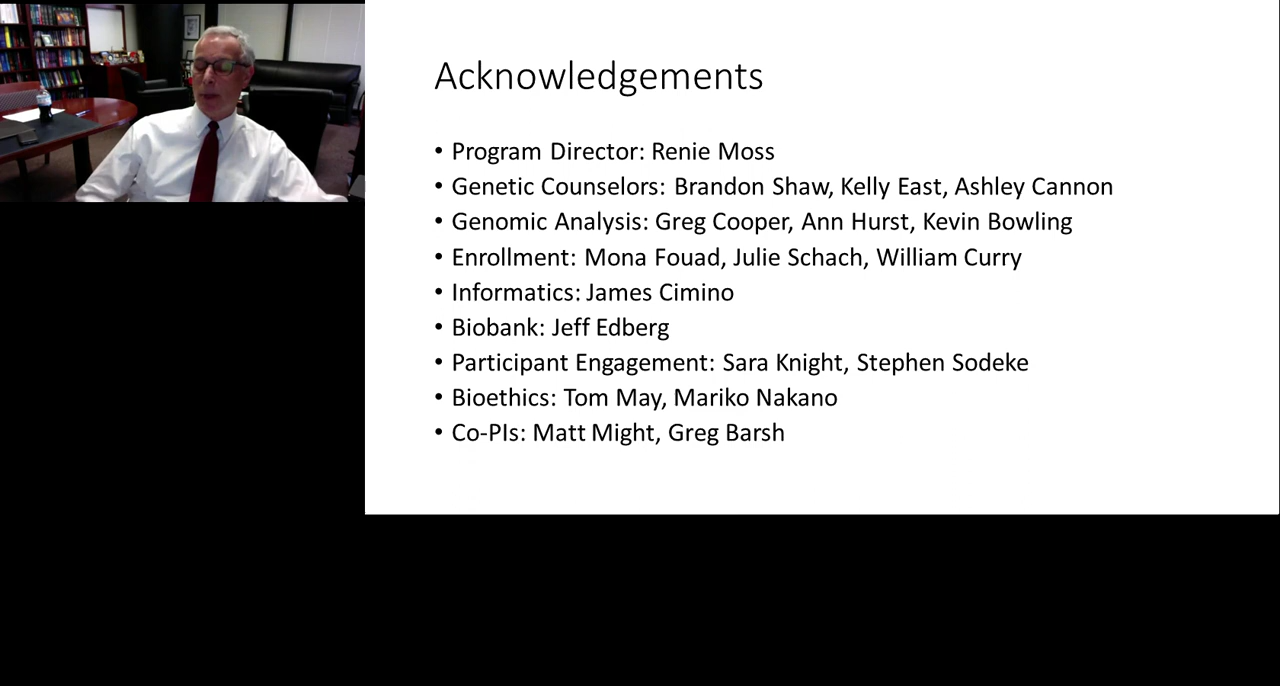 Acknowledgements
• Program Director: Renie Moss
• Genetic Counselors: Brandon Shaw, Kelly East, Ashley Cannon
• Genomic Analysis: Greg Cooper, Ann Hurst, Kevin Bowling
• Enrollment: Mona Fouad, Julie Schach, William Curry
• Informatics: James Cimino
• Biobank: Jeff Edberg
• Participant Engagement: Sara Knight, Stephen Sodeke
• Bioethics: Tom May, Mariko Nakano
• Co-PIs: Matt Might, Greg Barsh